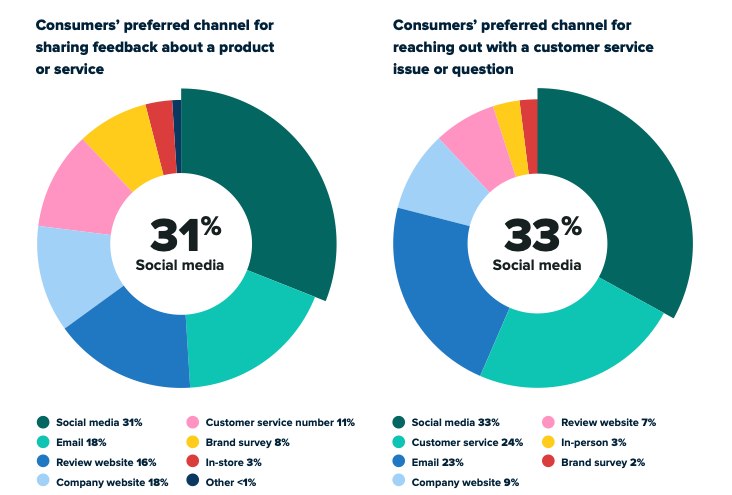 Consumers' preferred channel for
sharing feedback about a product
or service
31%
Social media
Social media 31%
Email 18%
Review website 16%
Company website 18%
Customer service number 11%
Brand survey 8%
In-store 3%
Other <1%
Consumers' preferred channel for
reaching out with a customer service
issue or question
33%
Social media
Social media 33%
Customer service 24%
Email 23%
Company website 9%
Review website 7%
In-person 3%
Brand survey 2%